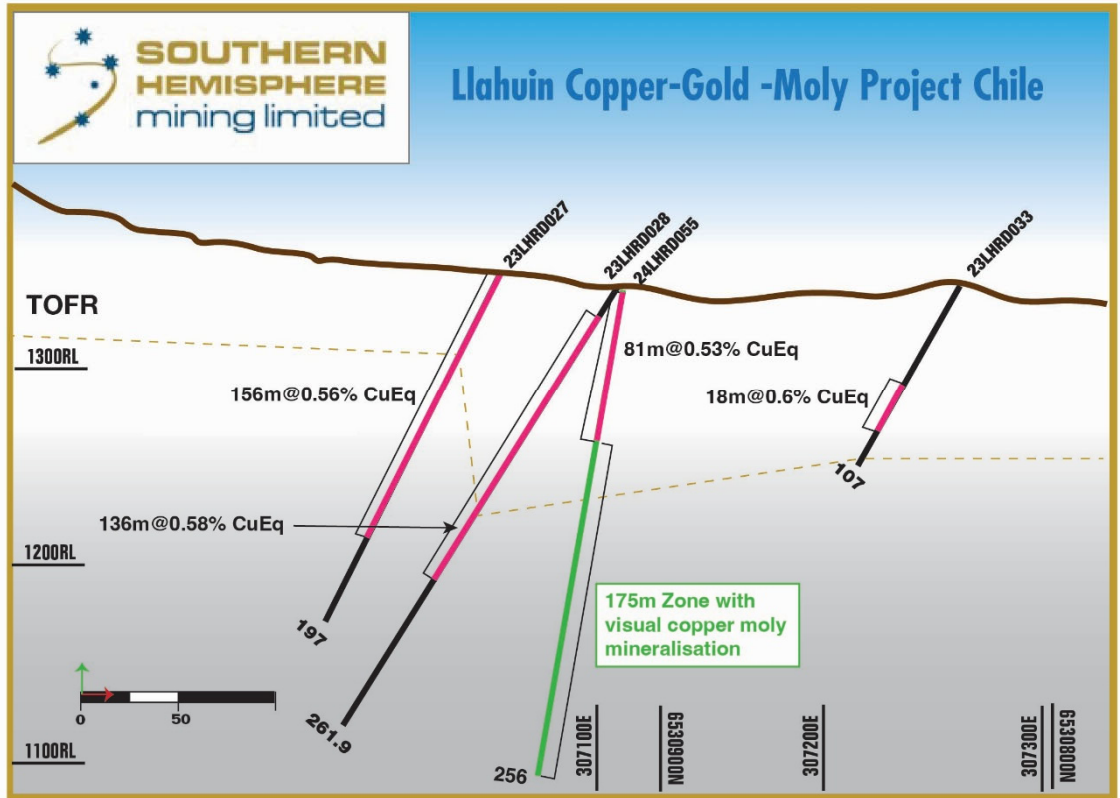 SOUTHERN
HEMISPHERE
mining limited
Llahuin Copper-Gold -Moly Project Chile
23LHRD027
23LHRD028
24LHRD055
23LHRD033
TOFR
1300RL
81m@0.53% CuEq
156m@0.56% CuEq
18m@0.6% CuEq
107
136m@0.58% CuEq
1200RL
175m Zone with
visual copper moly
mineralisation
197
0
50
261.9
1100RL
256
307100E
6530900N
307200E
307300E
6530800N